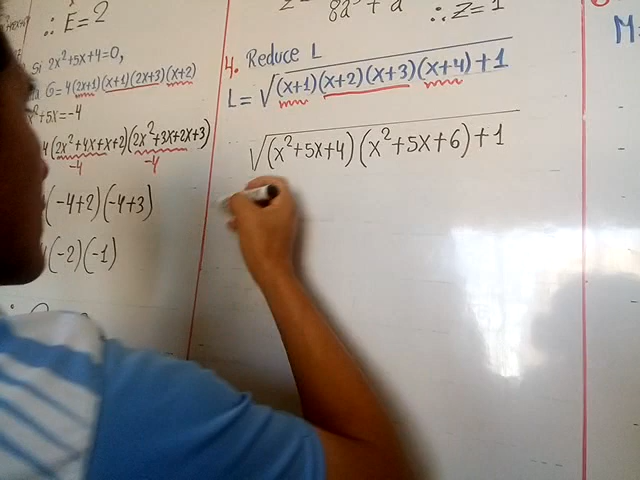 ∴ E = 2
Si 2x²+5x+4=0,
G = 4(2x+1)(x+1)(2x+3)(x+2)
x²+5x=-4
(2x²+4x+x+2)(2x²+3x+2x+3)
-4 -4
(-4+2)(-4+3)
(-2)(-1)
8a³+a
∴ Z=1
4. Reduce L
L = √(x+1)(x+2)(x+3)(x+4)+1
√(x²+5x+4)(x²+5x+6)+1
M=